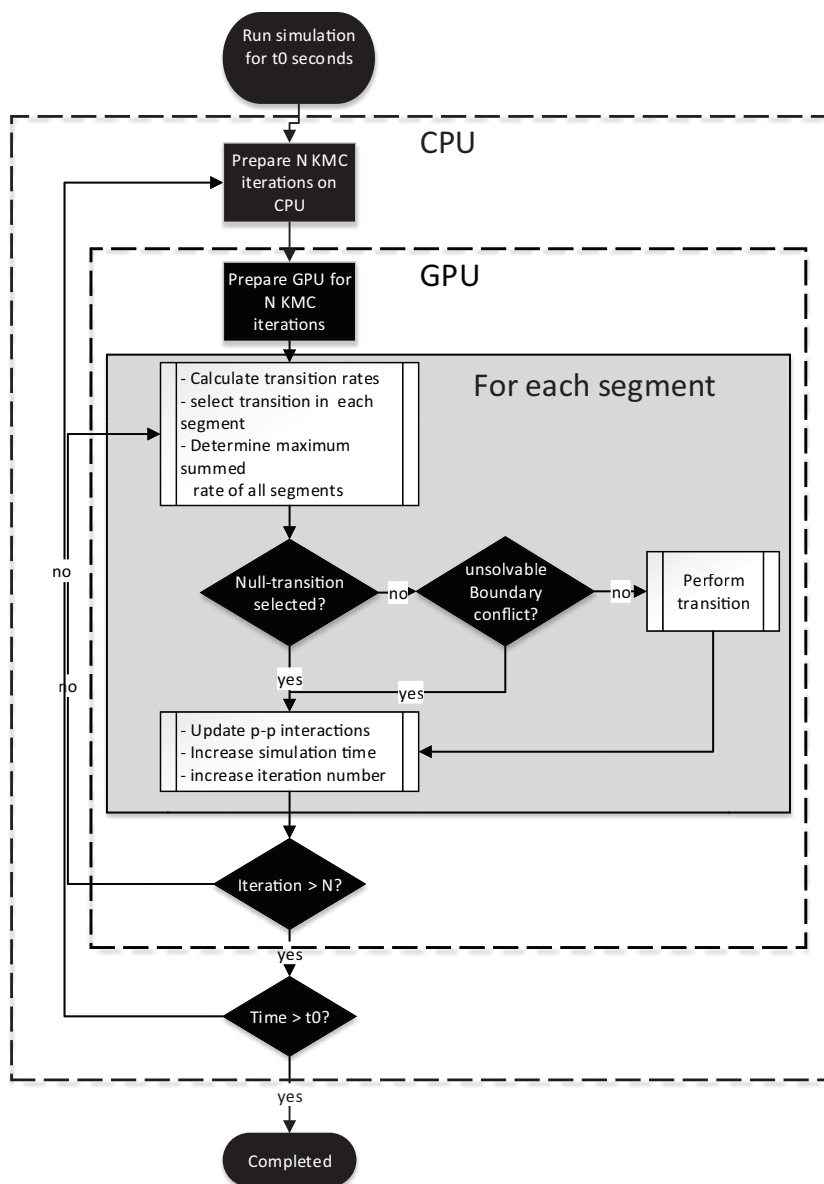 Run simulation
for t0 seconds
CPU
Prepare N KMC
iterations on
CPU
GPU
Prepare GPU for
N KMC
iterations
For each segment
- Calculate transition rates
- select transition in each
segment
- Determine maximum
summed
rate of all segments
no
Null-transition
selected?
no
unsolvable
Boundary
conflict?
no
Perform
transition
yes
yes
no
- Update p-p interactions
- Increase simulation time
- increase iteration number
Iteration > N?
yes
Time > t0?
yes
Completed